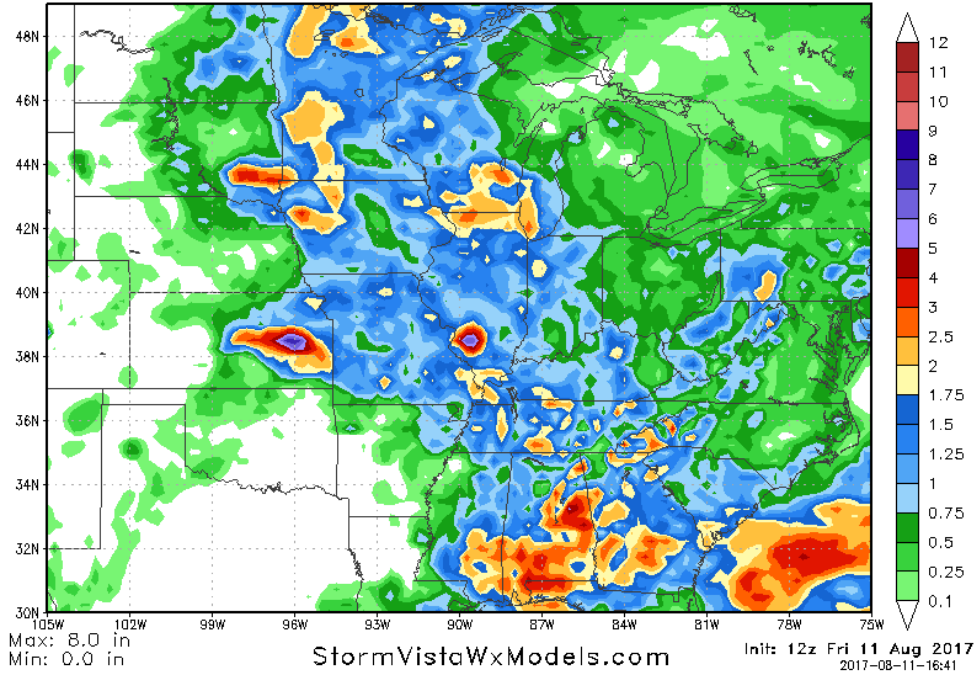 48N
46N
44N
42N
40N
38N
36N
34N
32N
30N
105W 102W 99W 96W 93W 90W 87W 84W 81W 78W 75W
12
11
10
9
8
7
6
5
4
3
2.5
2
1.75
1.5
1.25
1
0.75
0.5
0.25
0.1
Max: 8.0 in
Min: 0.0 in
StormVistaWxModels.com
Init: 12z Fri 11 Aug 2017
2017-08-11-16:41